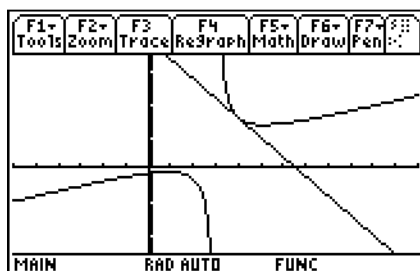 F1▾ F2▾ F3 F4 F5▾ F6▾ F7▾
Tools Zoom Trace ReGraph Math Draw Pen
MAIN RAD AUTO FUNC